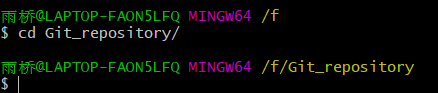 雨桥@LAPTOP-FAON5LFQ MINGW64 /f
$ cd Git_repository/
雨桥@LAPTOP-FAON5LFQ MINGW64 /f/Git_repository
$